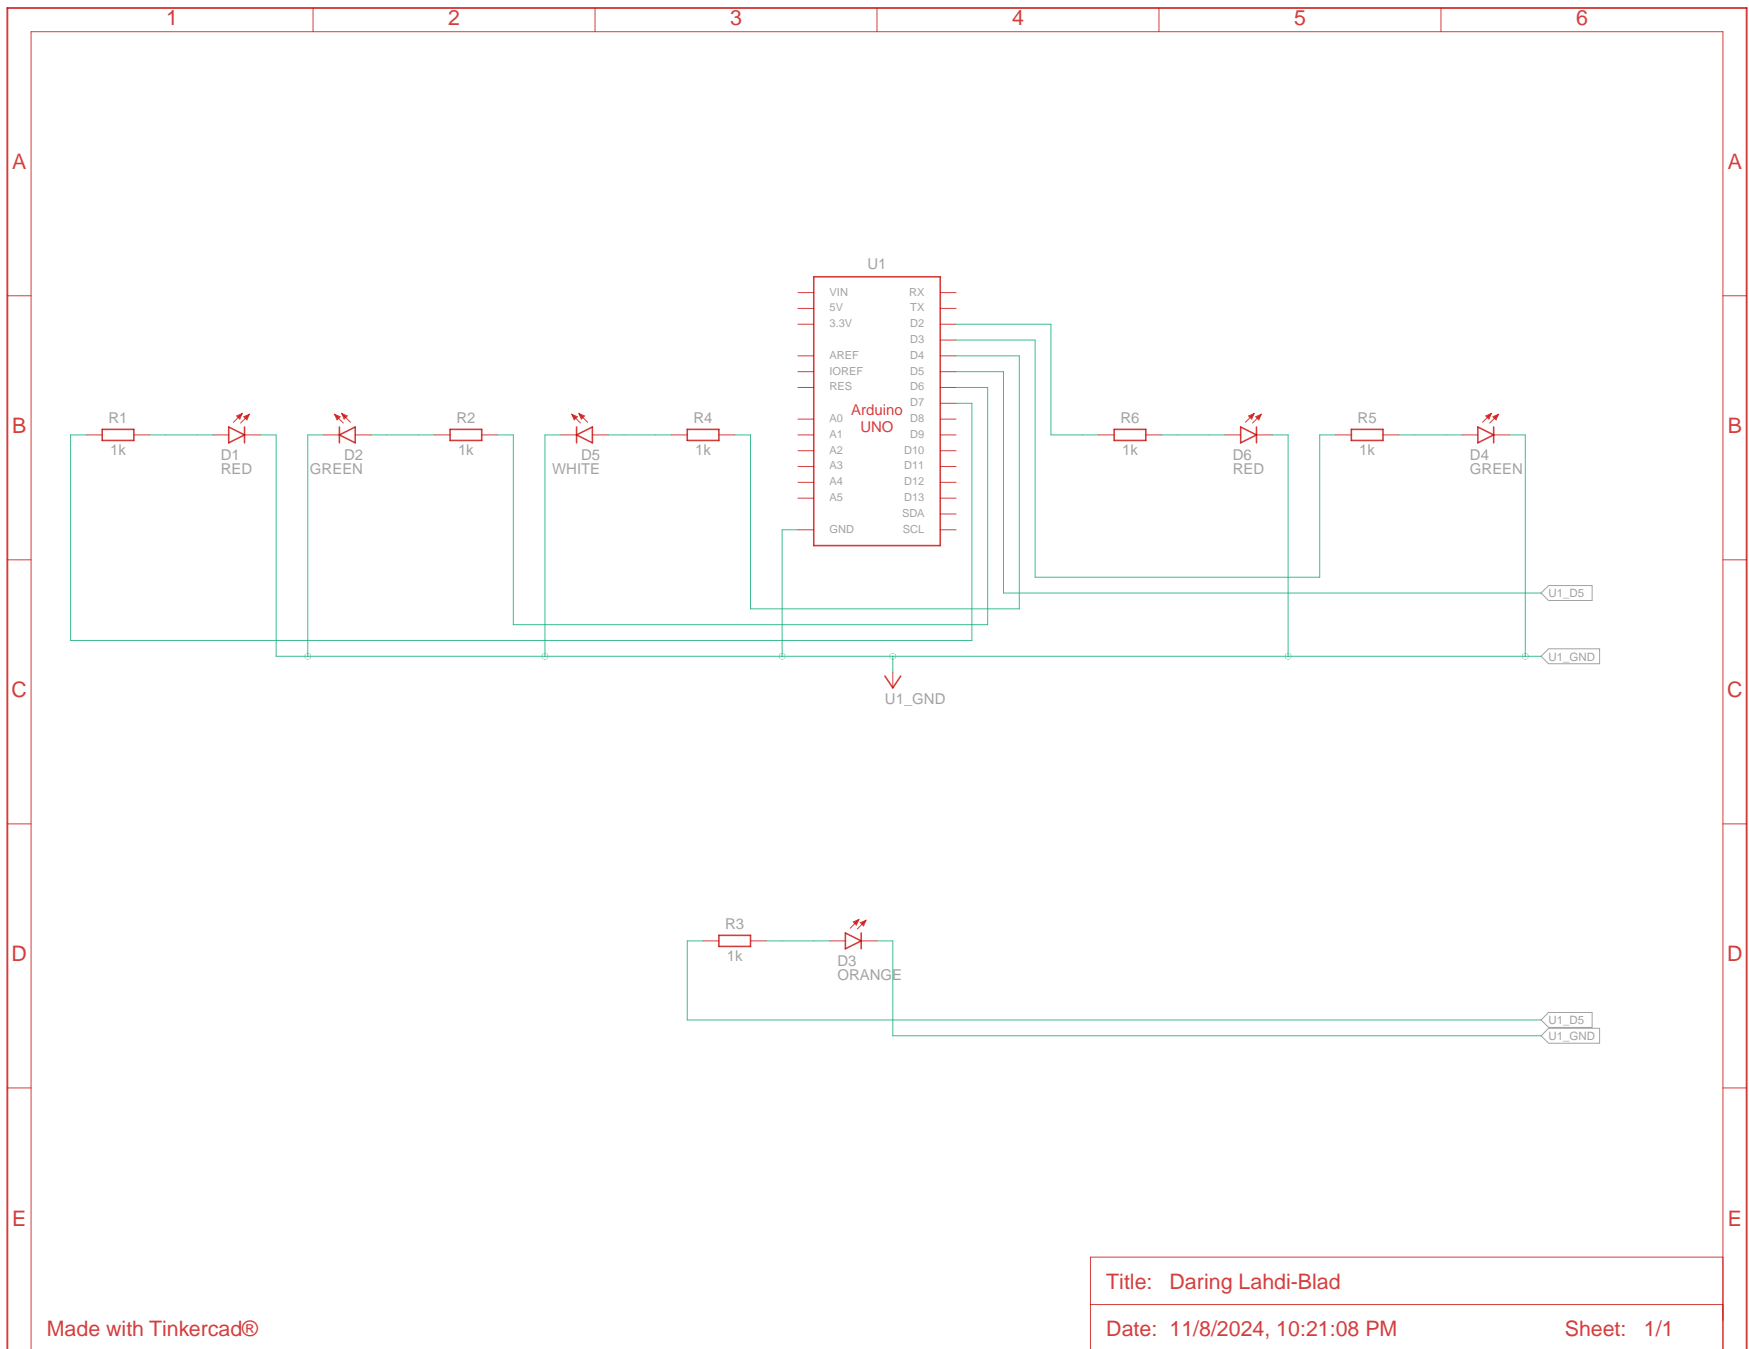 1 2 3 4 5 6
A A
U1
VIN RX
5V TX
3.3V D2
D3
AREF D4
IOREF D5
RES D6
D7
A0 D8
A1 D9
A2 D10
A3 D11
A4 D12
A5 D13
SDA
GND SCL
Arduino
UNO
B B
R1
1k
D1
RED
D2
GREEN
R2
1k
D5
WHITE
R4
1k
R6
1k
D6
RED
R5
1k
D4
GREEN
U1_D5
U1_GND
U1_GND
C C
D D
R3
1k
D3
ORANGE
U1_D5
U1_GND
E E
Title: Daring Lahdi-Blad
Made with Tinkercad®
Date: 11/8/2024, 10:21:08 PM Sheet: 1/1